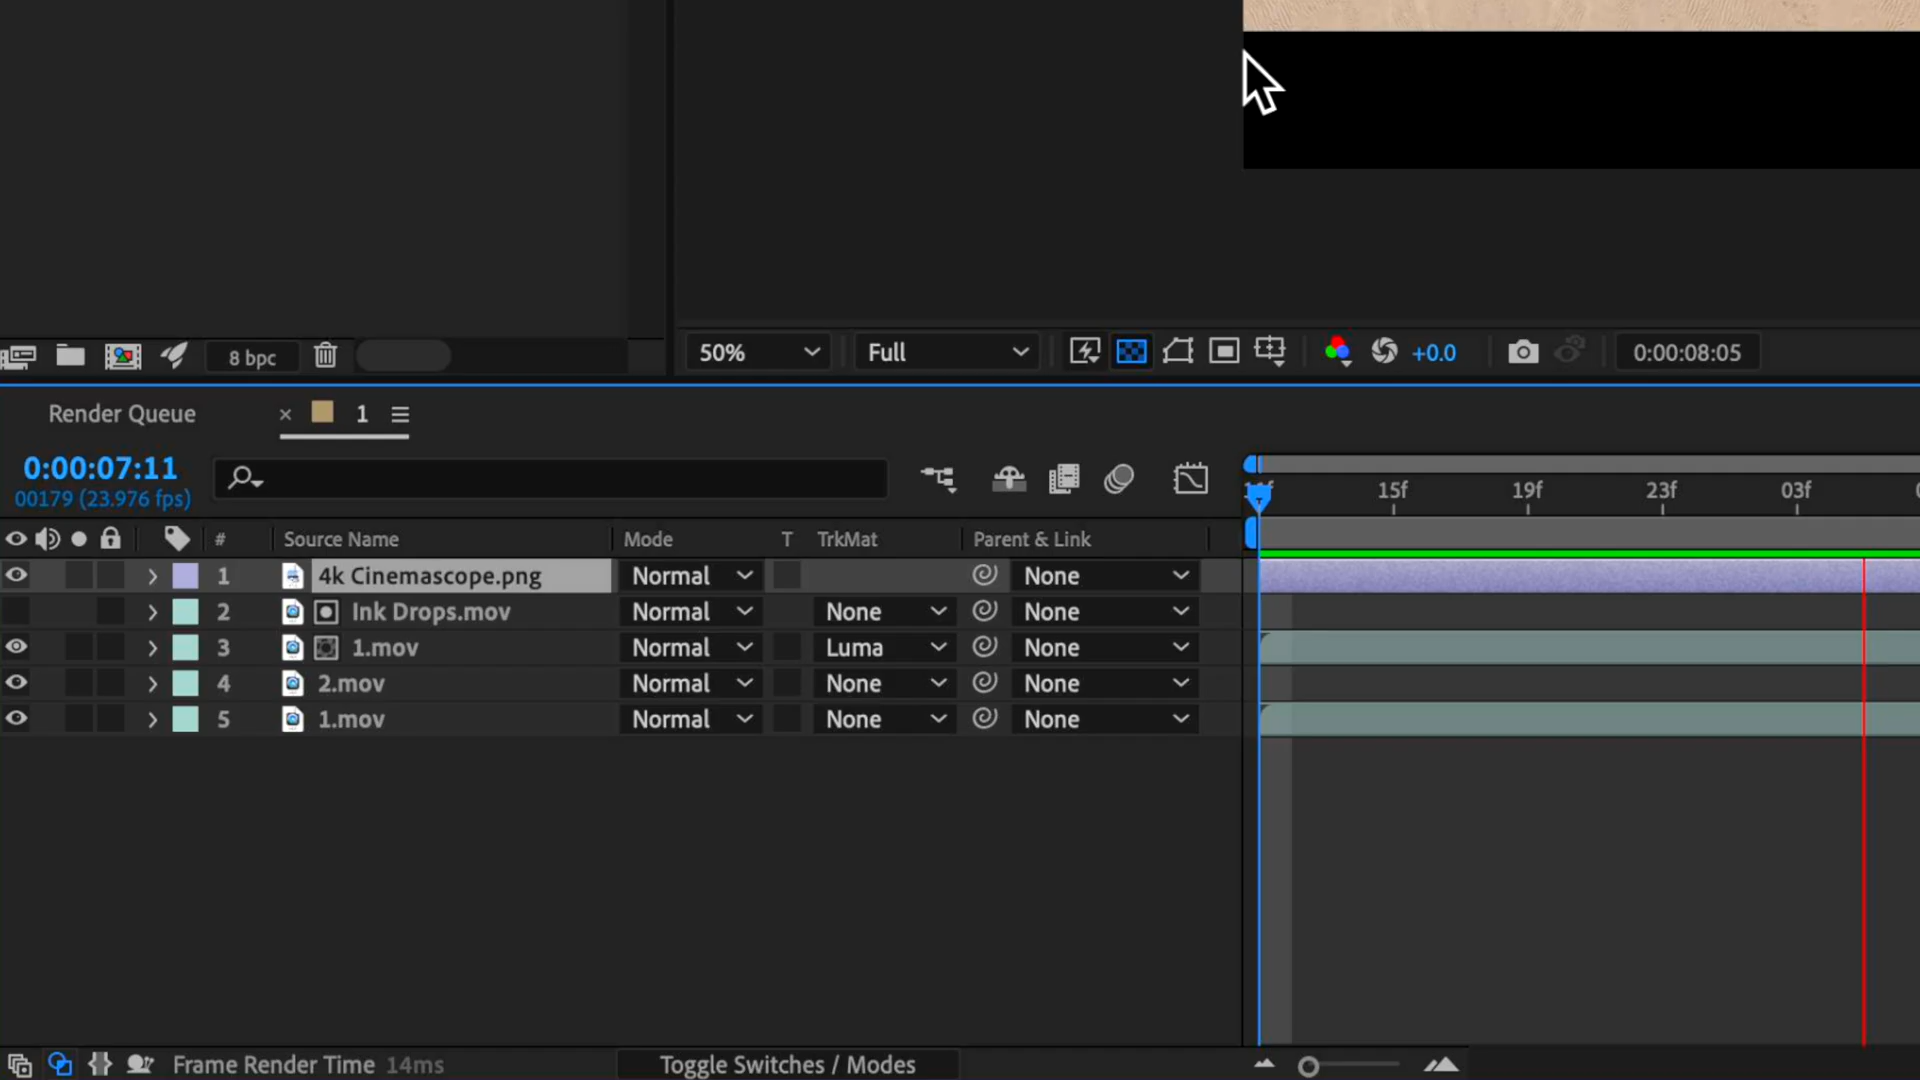 8 bpc
50%
Full
+0.0
0:00:08:05
Render Queue
× 1
0:00:07:11
00179 (23.976 fps)
15f 19f 23f 03f
# Source Name Mode T TrkMat Parent & Link
1 4k Cinemascope.png Normal None
2 Ink Drops.mov Normal None None
3 1.mov Normal Luma None
4 2.mov Normal None None
5 1.mov Normal None None
Frame Render Time 14ms
Toggle Switches / Modes